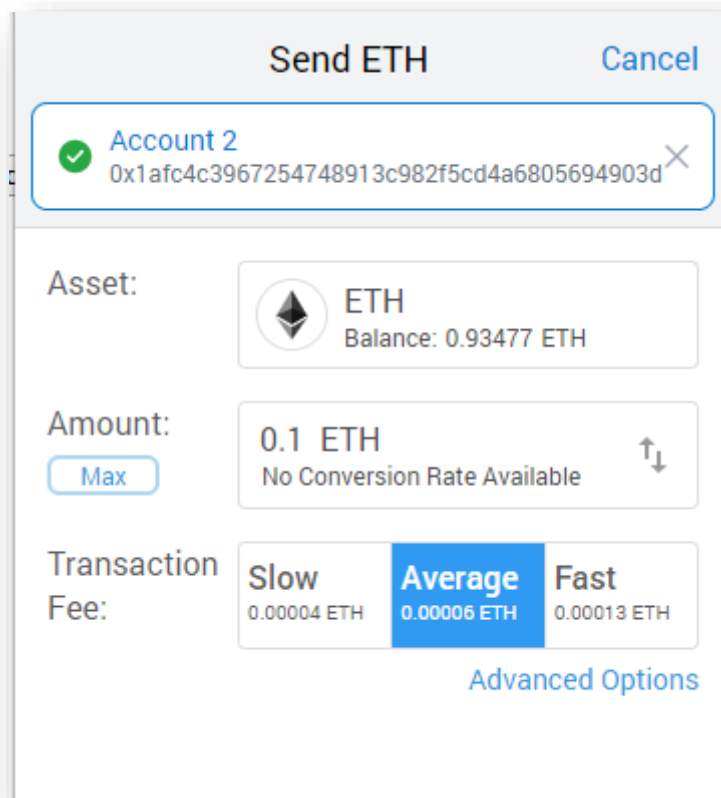 Send ETH Cancel
Account 2
0x1afc4c3967254748913c982f5cd4a6805694903d
Asset:
ETH
Balance: 0.93477 ETH
Amount:
Max
0.1 ETH
No Conversion Rate Available
Transaction
Fee:
Slow Average Fast
0.00004 ETH 0.00006 ETH 0.00013 ETH
Advanced Options